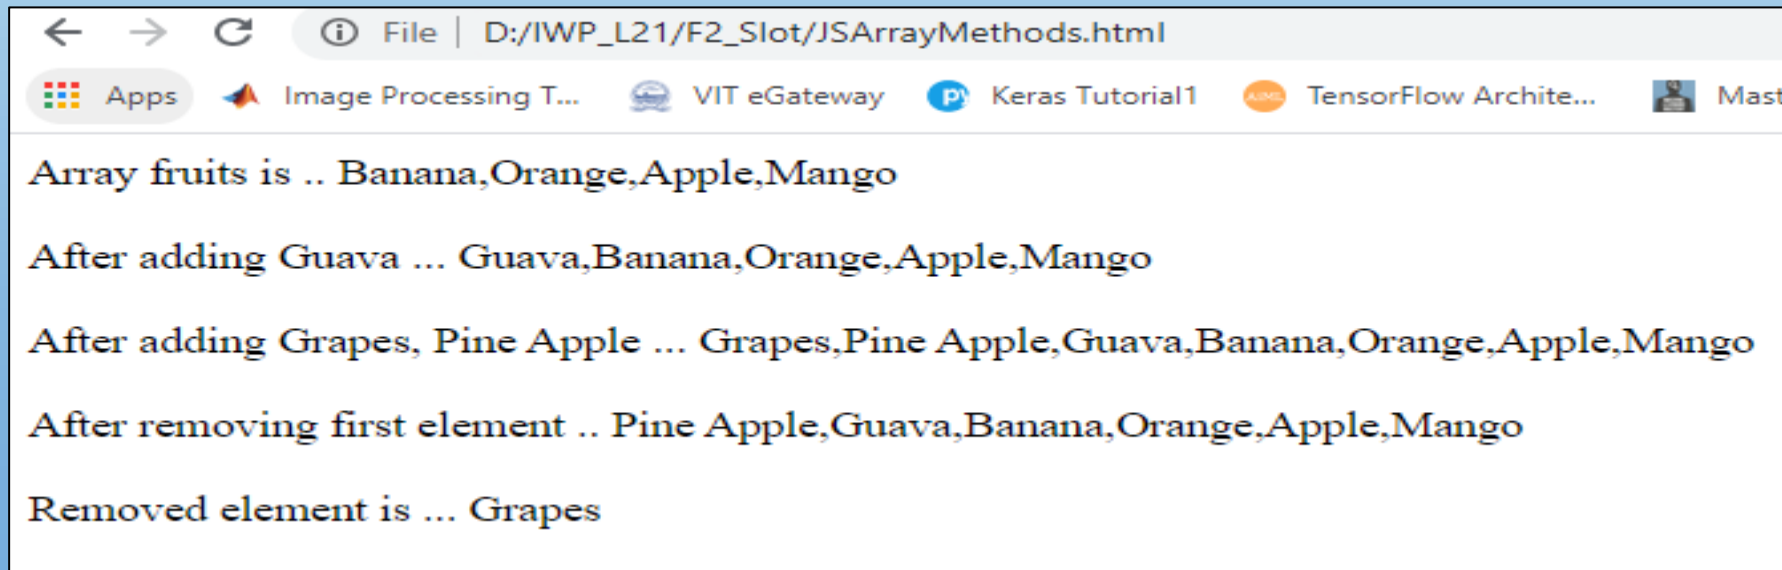 File | D:/IWP_L21/F2_Slot/JSArrayMethods.html
Apps Image Processing T... VIT eGateway Keras Tutorial1 TensorFlow Archite... Mast
Array fruits is .. Banana,Orange,Apple,Mango
After adding Guava ... Guava,Banana,Orange,Apple,Mango
After adding Grapes, Pine Apple ... Grapes,Pine Apple,Guava,Banana,Orange,Apple,Mango
After removing first element .. Pine Apple,Guava,Banana,Orange,Apple,Mango
Removed element is ... Grapes